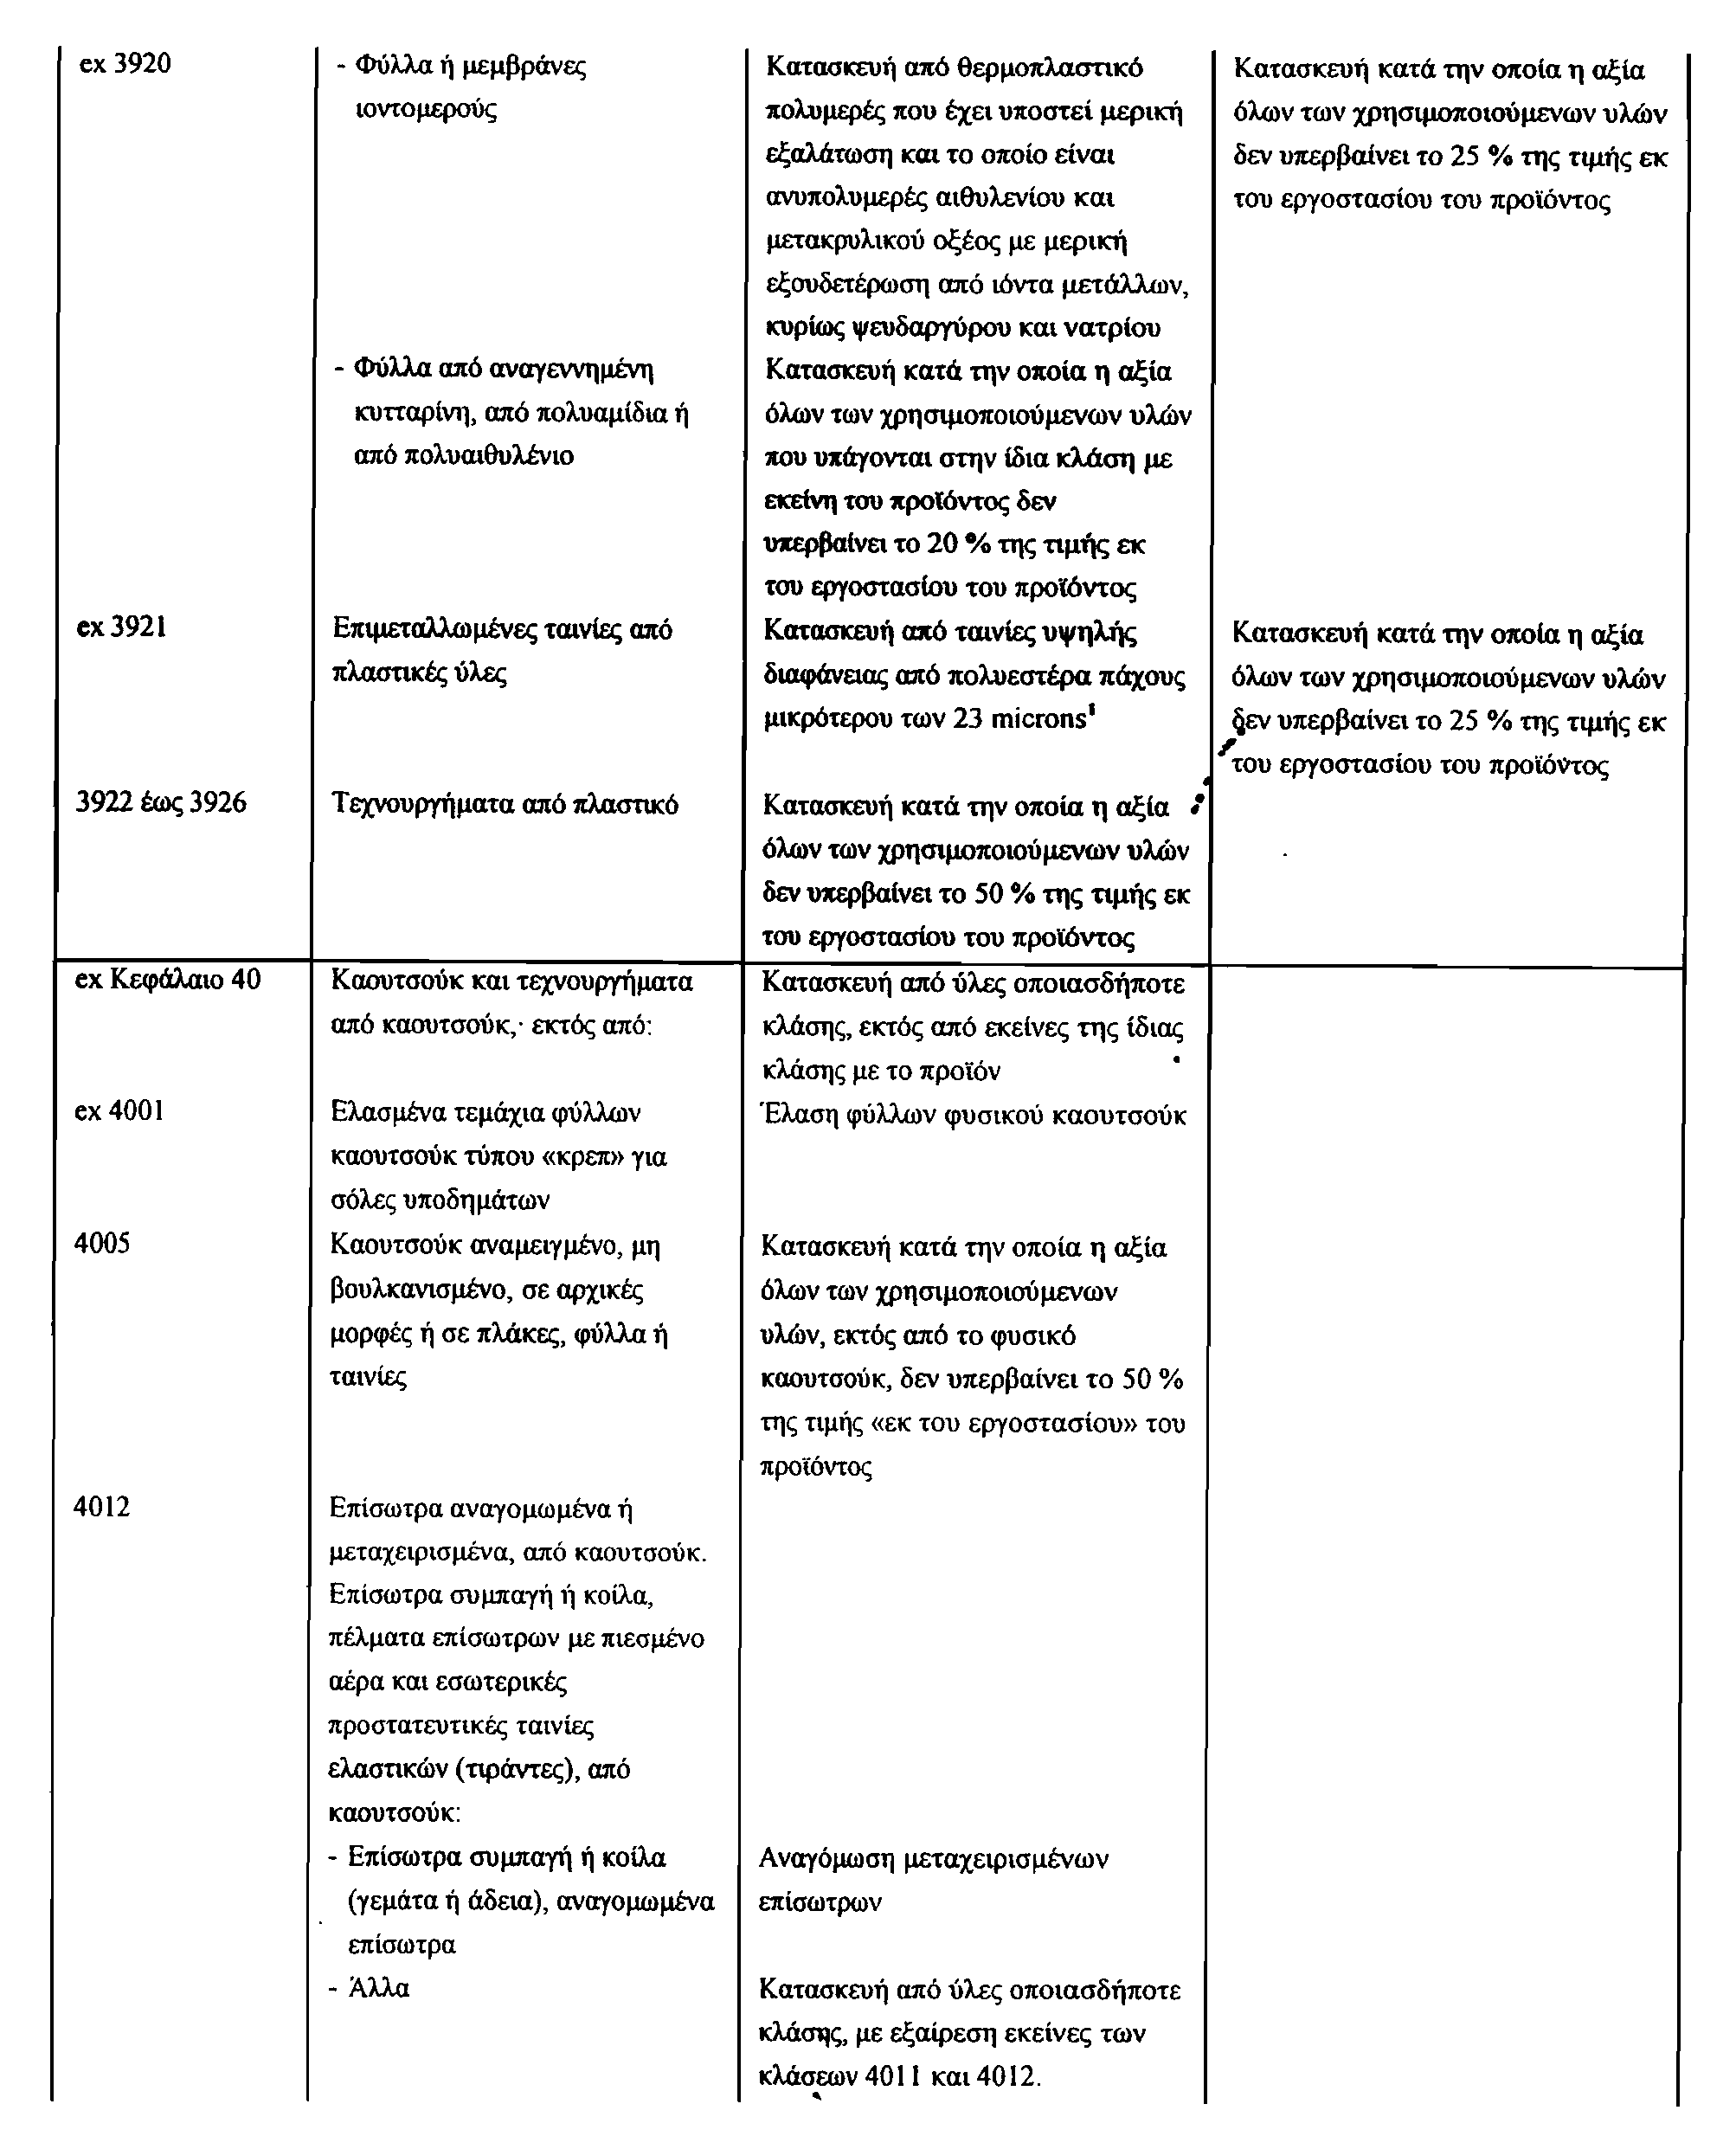 ex 3920
- Φύλλα ή μεμβράνες
ιοντομερούς
Κατασκευή από θερμοπλαστικό
πολυμερές που έχει υποστεί μερική
εξαλάτωση και το οποίο είναι
ανυπολυμερές αιθυλενίου και
μετακρυλικού οξέος με μερική
εξουδετέρωση από ιόντα μετάλλων,
κυρίως ψευδαργύρου και νατρίου
Κατασκευή κατά την οποία η αξία
όλων των χρησιμοποιούμενων υλών
δεν υπερβαίνει το 25 % της τιμής εκ
του εργοστασίου του προϊόντος
- Φύλλα από αναγεννημένη
κυτταρίνη, από πολυαμίδια ή
από πολυαιθυλένιο
Κατασκευή κατά την οποία η αξία
όλων των χρησιμοποιούμενων υλών
που υπάγονται στην ίδια κλάση με
εκείνη του προϊόντος δεν
υπερβαίνει το 20 % της τιμής εκ
του εργοστασίου του προϊόντος
ex 3921
Επιμεταλλωμένες ταινίες από
πλαστικές ύλες
Κατασκευή από ταινίες υψηλής
διαφάνειας από πολυεστέρα πάχους
μικρότερου των 23 microns¹
Κατασκευή κατά την οποία η αξία
όλων των χρησιμοποιούμενων υλών
δεν υπερβαίνει το 25 % της τιμής εκ
του εργοστασίου του προϊόντος
3922 έως 3926
Τεχνουργήματα από πλαστικό
Κατασκευή κατά την οποία η αξία
όλων των χρησιμοποιούμενων υλών
δεν υπερβαίνει το 50 % της τιμής εκ
του εργοστασίου του προϊόντος
ex Κεφάλαιο 40
Καουτσούκ και τεχνουργήματα
από καουτσούκ, εκτός από:
Κατασκευή από ύλες οποιασδήποτε
κλάσης, εκτός από εκείνες της ίδιας
κλάσης με το προϊόν
ex 4001
Ελασμένα τεμάχια φύλλων
καουτσούκ τύπου «κρεπ» για
σόλες υποδημάτων
Έλαση φύλλων φυσικού καουτσούκ
4005
Καουτσούκ αναμειγμένο, μη
βουλκανισμένο, σε αρχικές
μορφές ή σε πλάκες, φύλλα ή
ταινίες
Κατασκευή κατά την οποία η αξία
όλων των χρησιμοποιούμενων
υλών, εκτός από το φυσικό
καουτσούκ, δεν υπερβαίνει το 50 %
της τιμής «εκ του εργοστασίου» του
προϊόντος
4012
Επίσωτρα αναγομωμένα ή
μεταχειρισμένα, από καουτσούκ.
Επίσωτρα συμπαγή ή κοίλα,
πέλματα επίσωτρων με πιεσμένο
αέρα και εσωτερικές
προστατευτικές ταινίες
ελαστικών (τιράντες), από
καουτσούκ:
- Επίσωτρα συμπαγή ή κοίλα
(γεμάτα ή άδεια), αναγομωμένα
επίσωτρα
Αναγόμωση μεταχειρισμένων
επίσωτρων
- Άλλα
Κατασκευή από ύλες οποιασδήποτε
κλάσης, με εξαίρεση εκείνες των
κλάσεων 4011 και 4012.